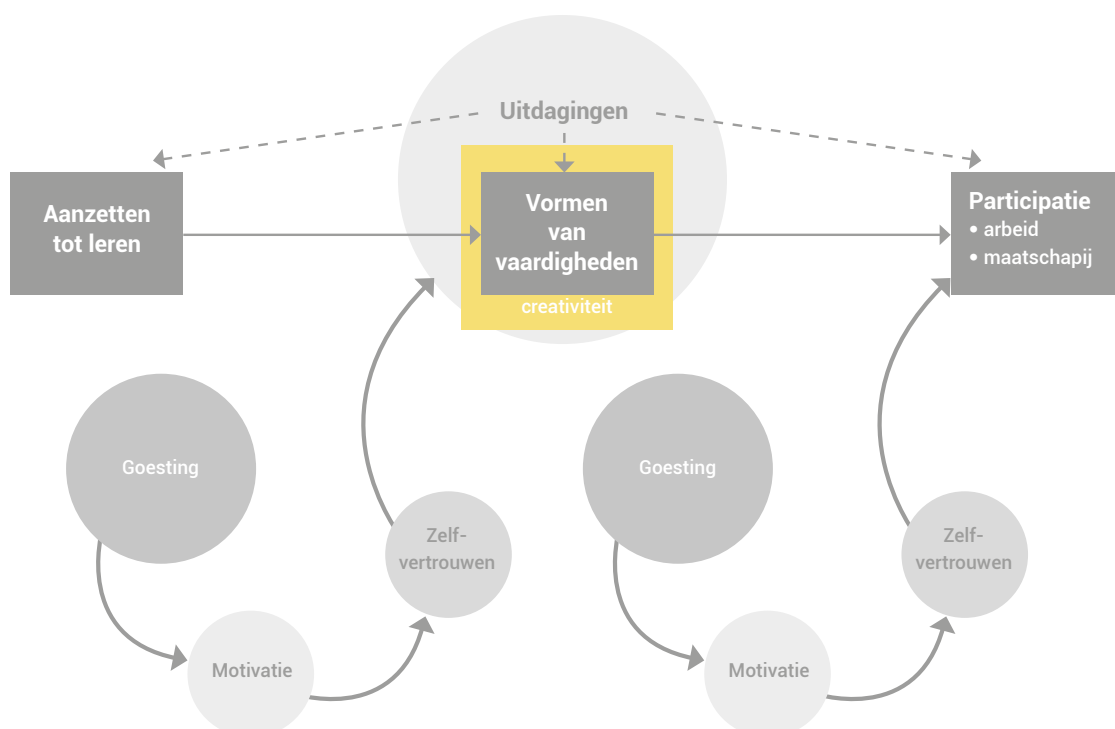 Uitdagingen
Aanzetten
tot leren
Vormen
van
vaardigheden
creativiteit
Participatie
• arbeid
• maatschapij
Goesting
Zelf-
vertrouwen
Motivatie
Goesting
Zelf-
vertrouwen
Motivatie